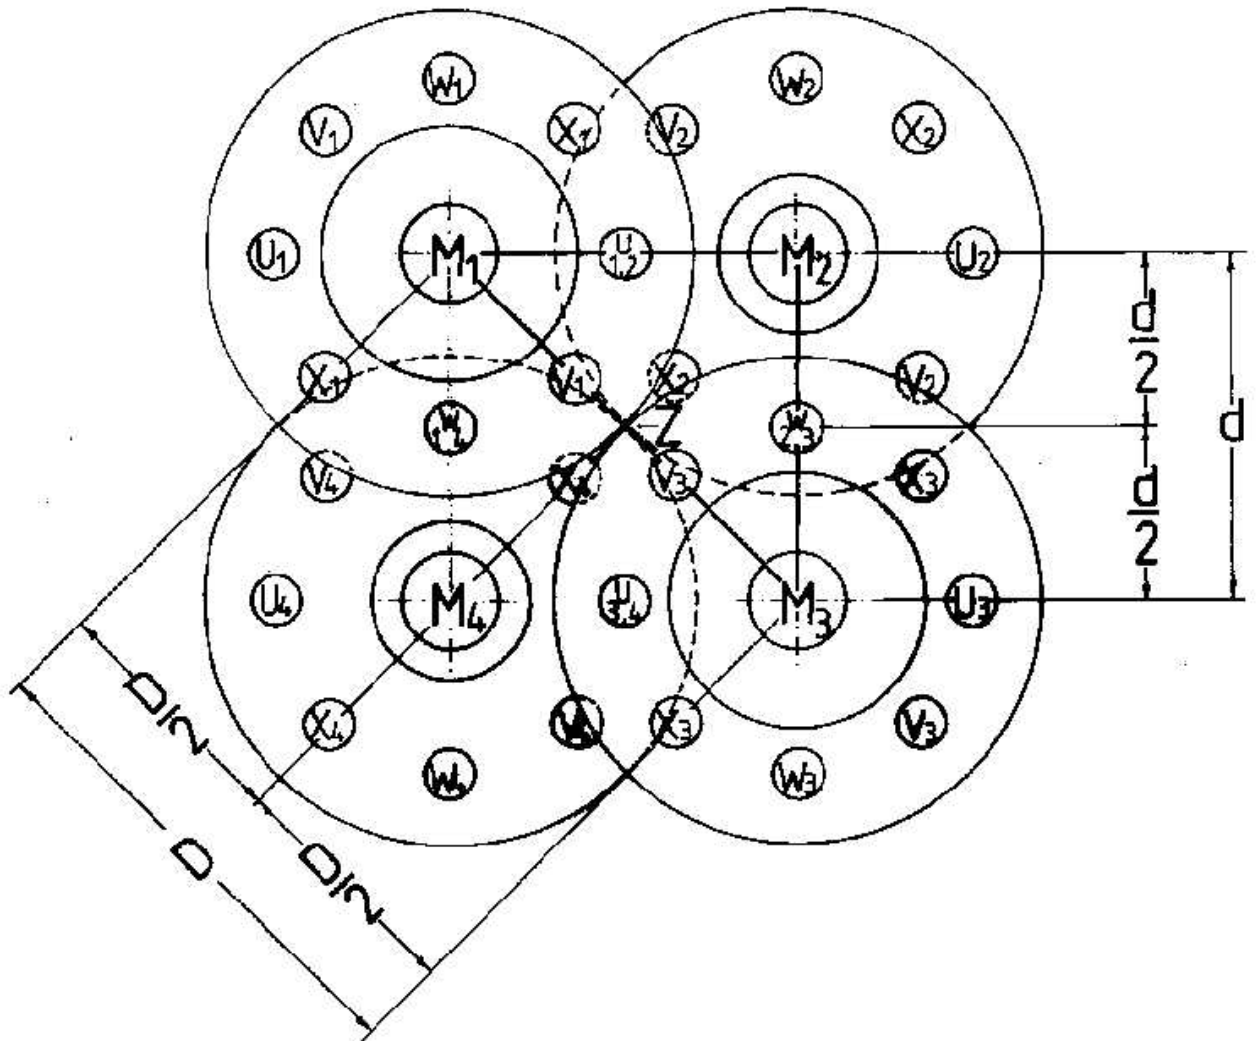 W1 W2
V1 X1 V2 X2
U1 M1 U1,2 M2 U2
d/2
X1 V1 X2 V2
W1,4 Z W2,3
d
V4 X4 V3 X3
d/2
U4 M4 U3,4 M3 U3
D/2
X4 V4 X3 V3
W4 W3
D
D/2